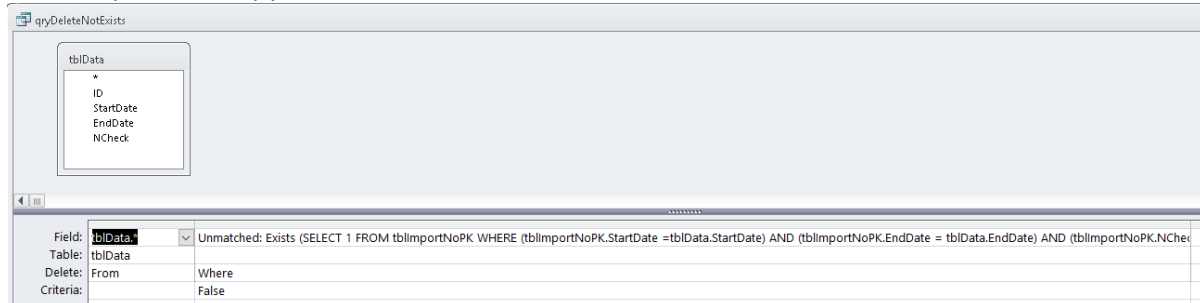 qryDeleteNotExists
tblData
*
ID
StartDate
EndDate
NCheck
Field: tblData.* Unmatched: Exists (SELECT 1 FROM tblImportNoPK WHERE (tblImportNoPK.StartDate =tblData.StartDate) AND (tblImportNoPK.EndDate = tblData.EndDate) AND (tblImportNoPK.NChec
Table: tblData
Delete: From Where
Criteria: False